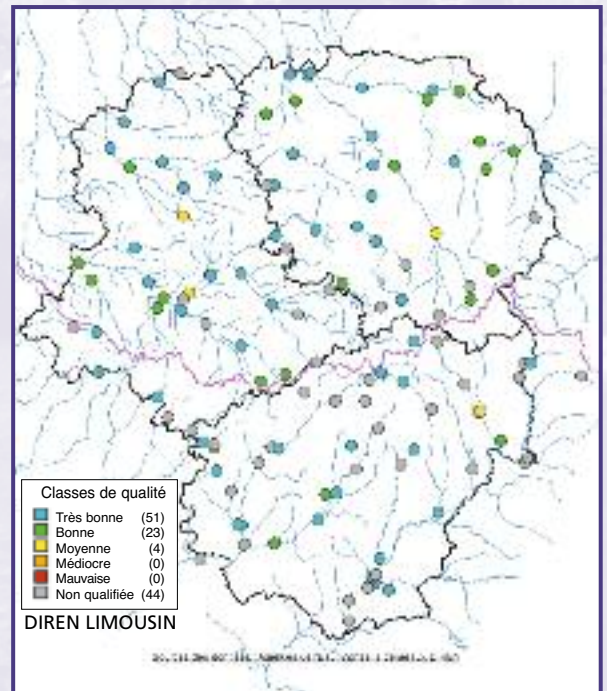 Classes de qualité
Très bonne (51)
Bonne (23)
Moyenne (4)
Médiocre (0)
Mauvaise (0)
Non qualifiée (44)
DIREN LIMOUSIN